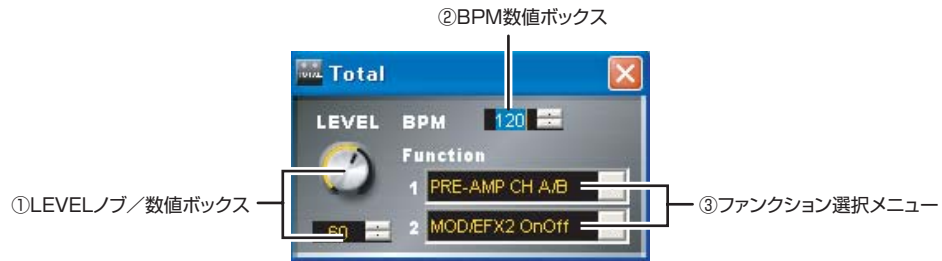 ②BPM数値ボックス
TOTAL Total
LEVEL BPM 120
Function
1 PRE-AMP CH A/B
①LEVELノブ／数値ボックス
③ファンクション選択メニュー
60 2 MOD/EFX2 OnOff